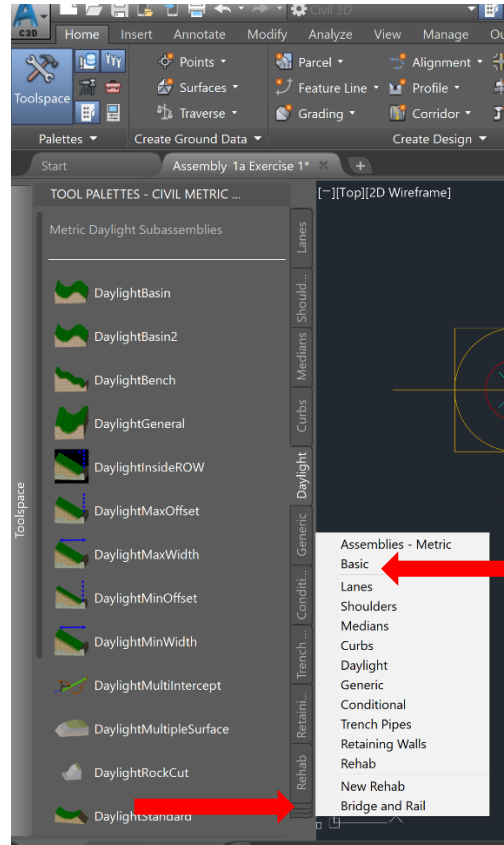 C3D
Civil 3D
Home Insert Annotate Modify Analyze View Manage
Toolspace
Points
Surfaces
Traverse
Parcel
Feature Line
Grading
Alignment
Profile
Corridor
Palettes
Create Ground Data
Create Design
Start
Assembly 1a Exercise 1*
TOOL PALETTES - CIVIL METRIC ...
[−][Top][2D Wireframe]
Metric Daylight Subassemblies
DaylightBasin
DaylightBasin2
DaylightBench
DaylightGeneral
DaylightInsideROW
DaylightMaxOffset
DaylightMaxWidth
DaylightMinOffset
DaylightMinWidth
DaylightMultiIntercept
DaylightMultipleSurface
DaylightRockCut
DaylightStandard
Toolspace
Lanes
Should...
Medians
Curbs
Daylight
Generic
Conditi...
Trench ...
Retaini...
Rehab
Assemblies - Metric
Basic
Lanes
Shoulders
Medians
Curbs
Daylight
Generic
Conditional
Trench Pipes
Retaining Walls
Rehab
New Rehab
Bridge and Rail